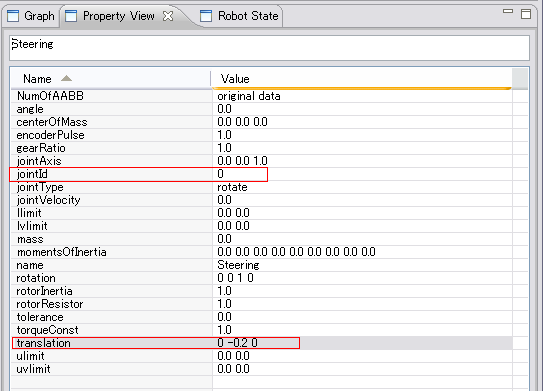 Graph Property View Robot State
Steering
Name Value
NumOfAABB original data
angle 0.0
centerOfMass 0.0 0.0 0.0
encoderPulse 1.0
gearRatio 1.0
jointAxis 0.0 0.0 1.0
jointId 0
jointType rotate
jointVelocity 0.0
llimit 0.0 0.0
lvlimit 0.0 0.0
mass 0.0
momentsOfInertia 0.0 0.0 0.0 0.0 0.0 0.0 0.0 0.0 0.0
name Steering
rotation 0 0 1 0
rotorInertia 1.0
rotorResistor 1.0
tolerance 0.0
torqueConst 1.0
translation 0 -0.2 0
ulimit 0.0 0.0
uvlimit 0.0 0.0